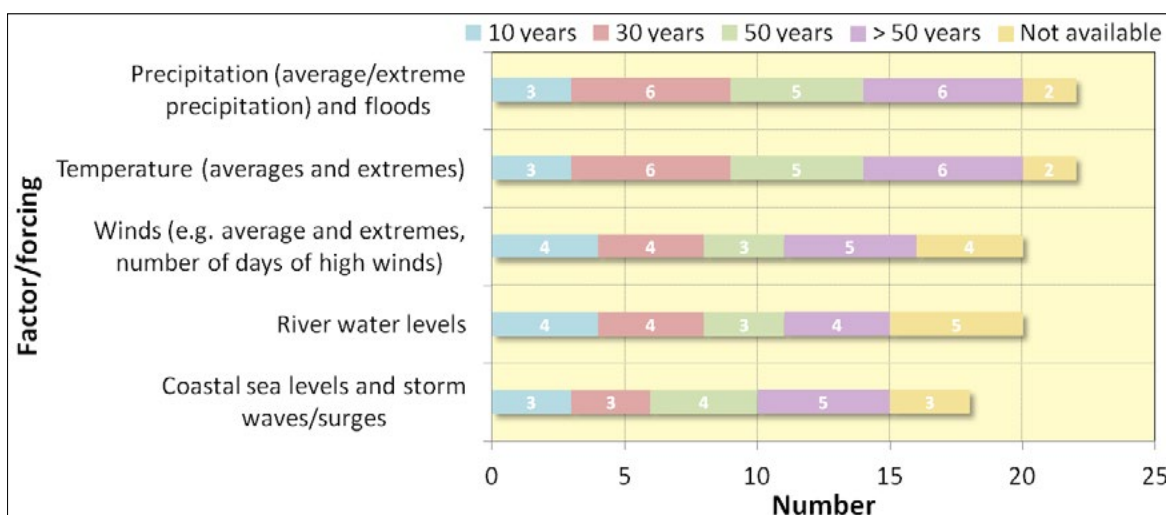 10 years 30 years 50 years > 50 years Not available
Precipitation (average/extreme
precipitation) and floods
3 6 5 6 2
Temperature (averages and extremes)
3 6 5 6 2
Winds (e.g. average and extremes,
number of days of high winds)
4 4 3 5 4
River water levels
4 4 3 4 5
Coastal sea levels and storm
waves/surges
3 3 4 5 3
Factor/forcing
0 5 10 15 20 25
Number